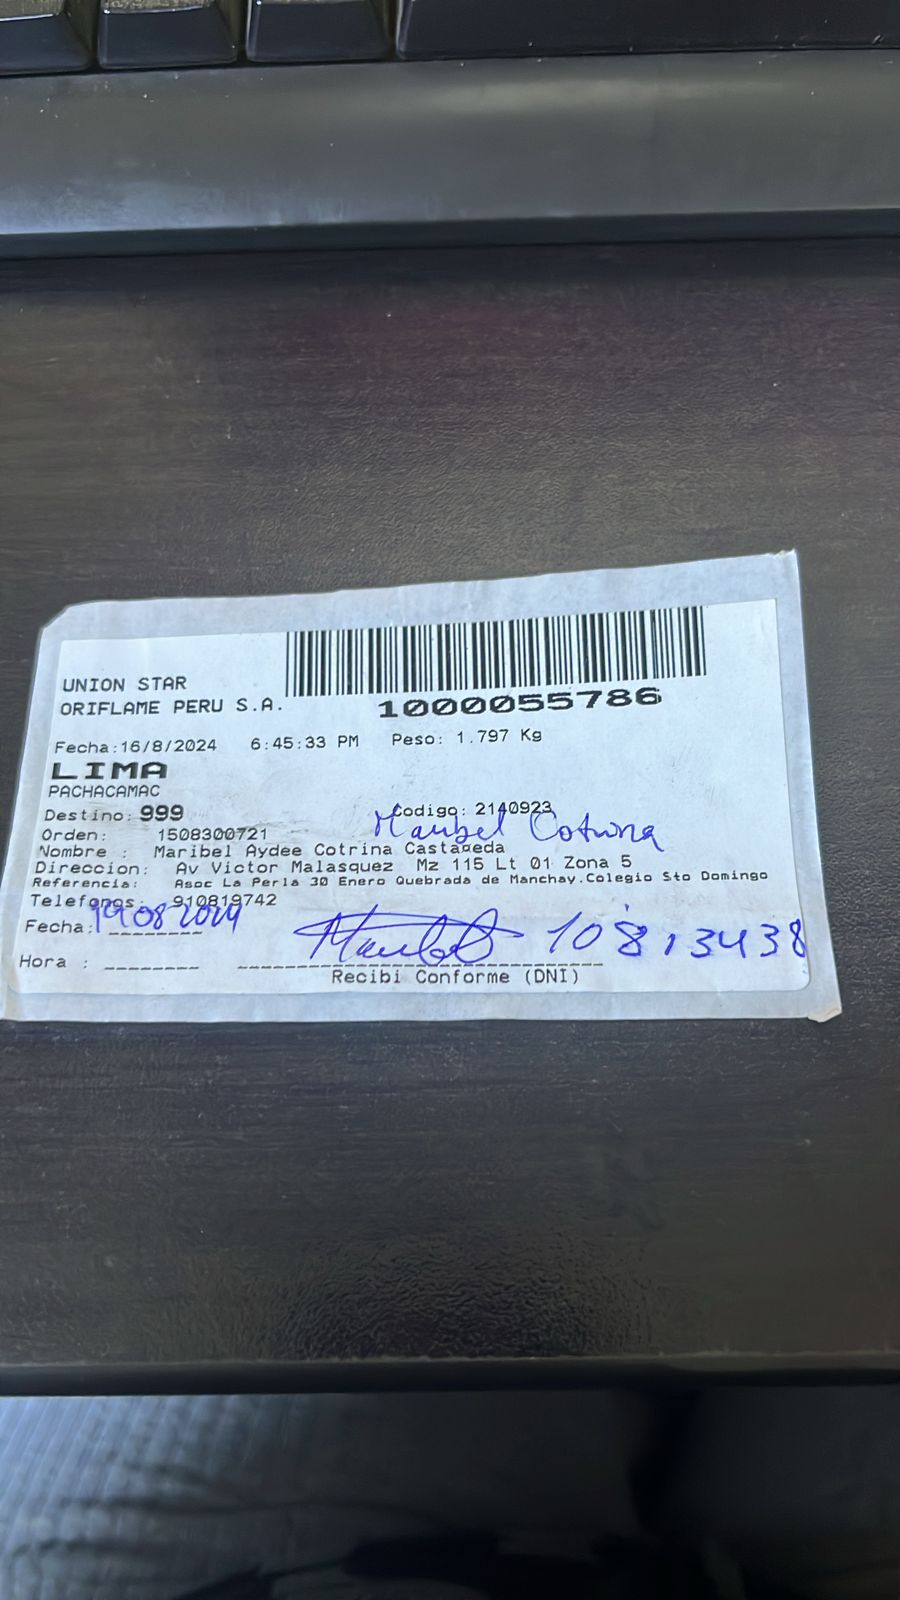 UNION STAR
ORIFLAME PERU S.A.
1000055786
Fecha:16/8/2024 6:45:33 PM Peso: 1.797 Kg
LIMA
PACHACAMAC
Destino: 999 Codigo: 2140923
Maribel Cotrina
Orden: 1508300721
Nombre : Maribel Aydee Cotrina Castañeda
Direccion: Av Victor Malasquez Mz 115 Lt 01 Zona 5
Referencia: Asoc La Perla 30 Enero Quebrada de Manchay.Colegio Sto Domingo
Telefonos: 910819742
Fecha: 19 08 2024 10813438
Hora :
Recibi Conforme (DNI)